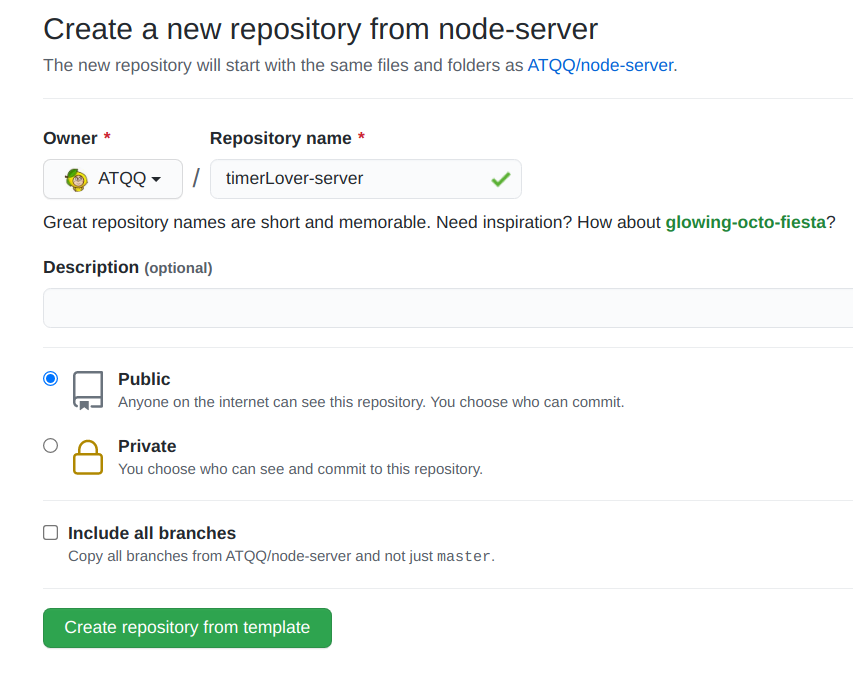 Create a new repository from node-server
The new repository will start with the same files and folders as ATQQ/node-server.
Owner * Repository name *
ATQQ / timerLover-server
Great repository names are short and memorable. Need inspiration? How about glowing-octo-fiesta?
Description (optional)
Public
Anyone on the internet can see this repository. You choose who can commit.
Private
You choose who can see and commit to this repository.
Include all branches
Copy all branches from ATQQ/node-server and not just master.
Create repository from template